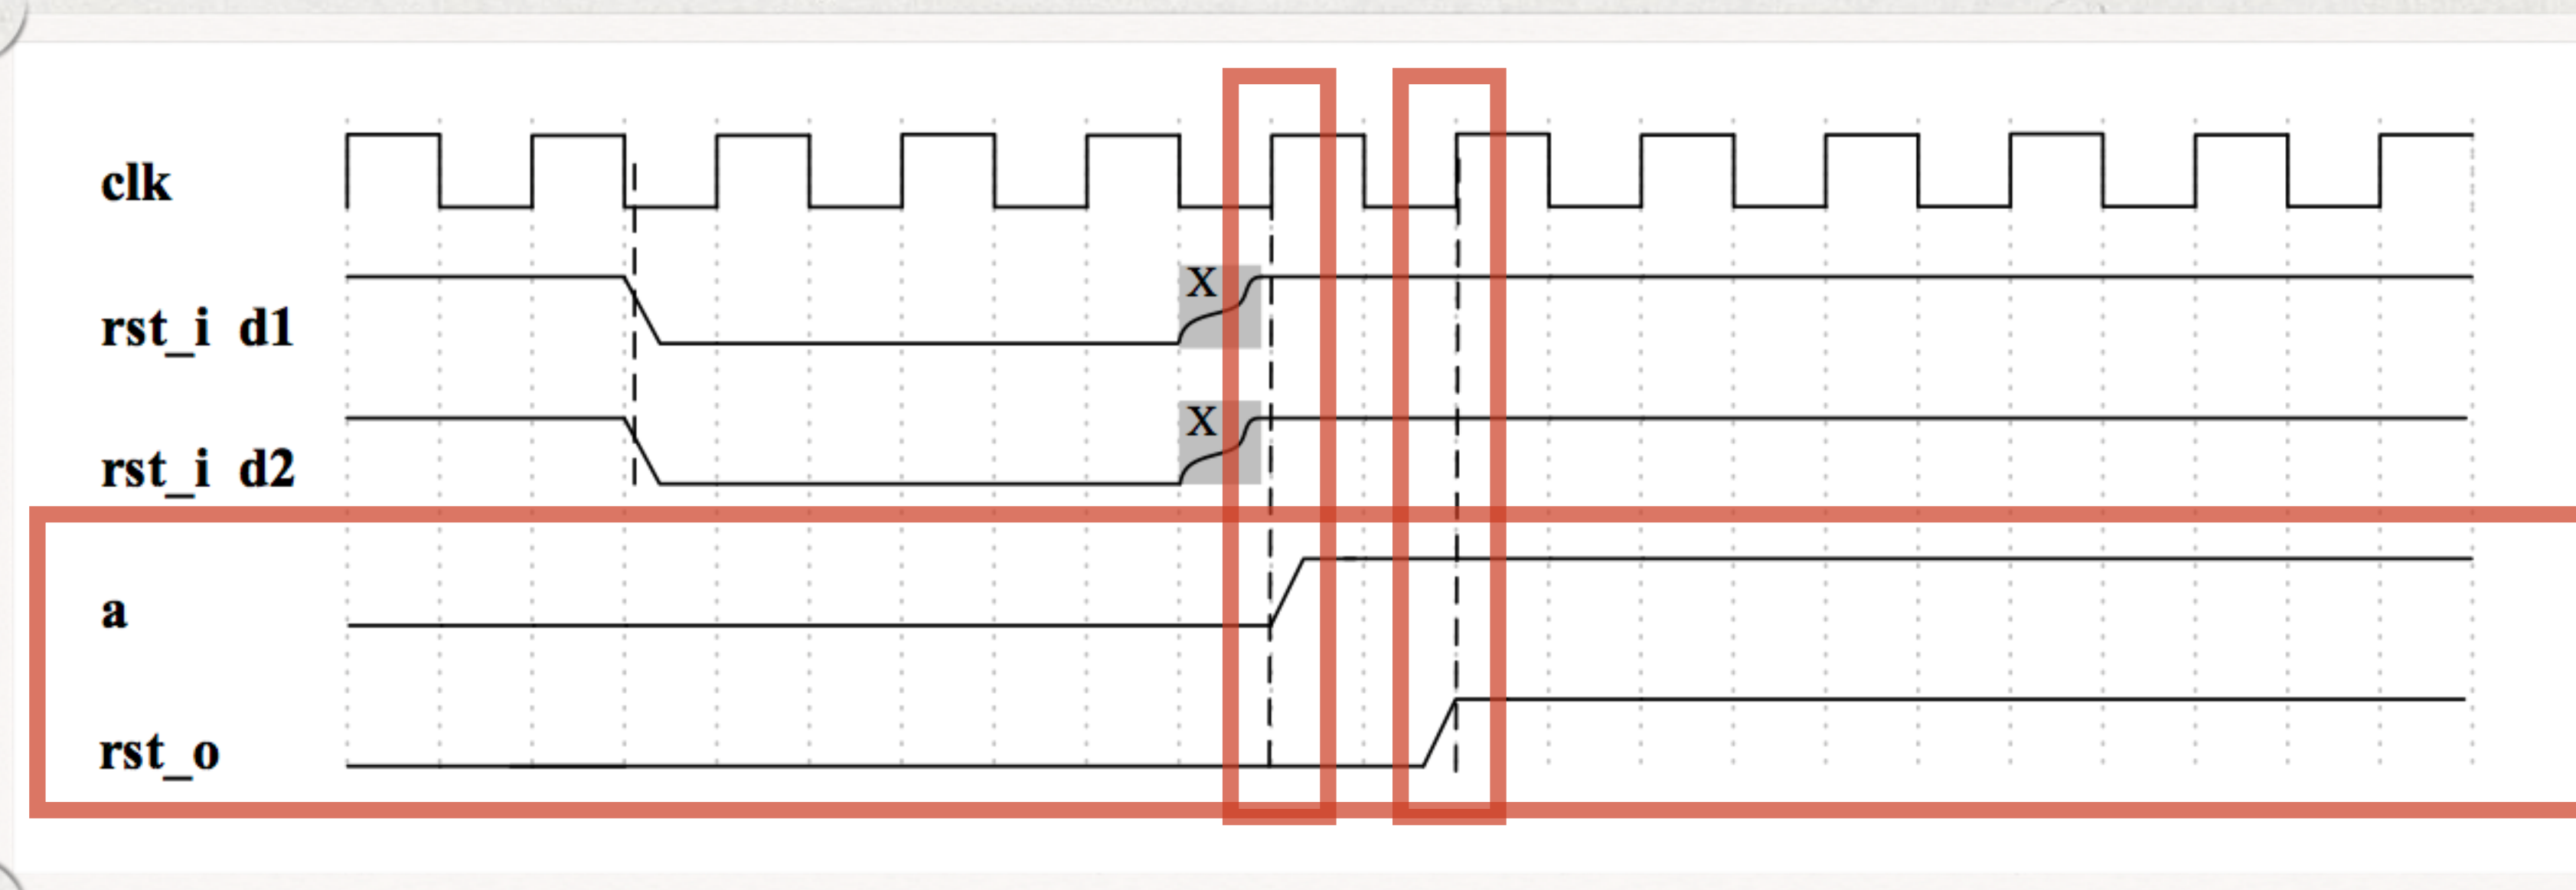 clk
X
rst_i d1
X
rst_i d2
a
rst_o